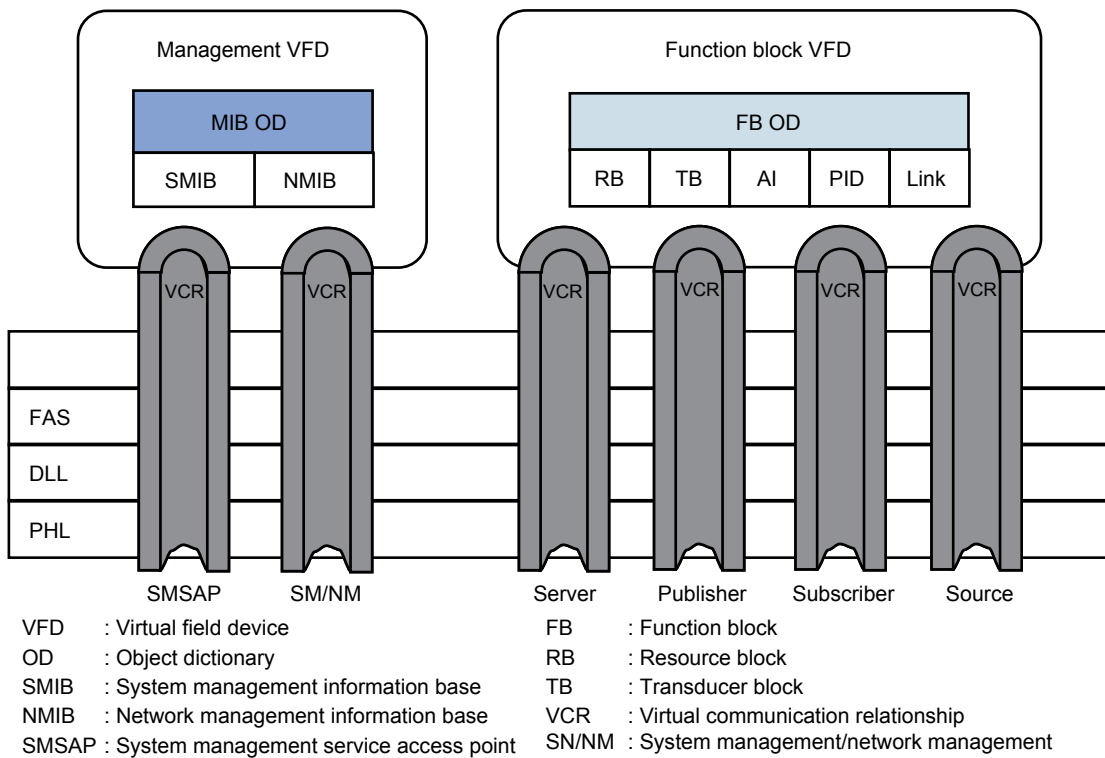 Management VFD
Function block VFD
MIB OD
FB OD
SMIB NMIB
RB TB AI PID Link
VCR VCR VCR VCR VCR VCR
FAS
DLL
PHL
SMSAP SM/NM Server Publisher Subscriber Source
VFD : Virtual field device
OD : Object dictionary
SMIB : System management information base
NMIB : Network management information base
SMSAP : System management service access point
FB : Function block
RB : Resource block
TB : Transducer block
VCR : Virtual communication relationship
SN/NM : System management/network management